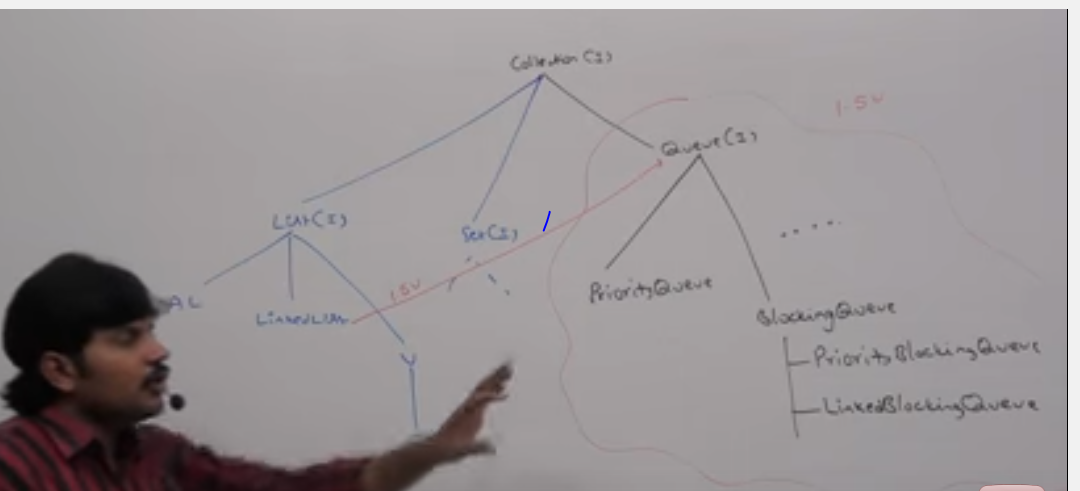 Collection (I)
1.5V
Queue (I)
List (I)
Set (I)
1.5V
PriorityQueue
AL
LinkedList
BlockingQueue
V
PriorityBlockingQueue
LinkedBlockingQueue